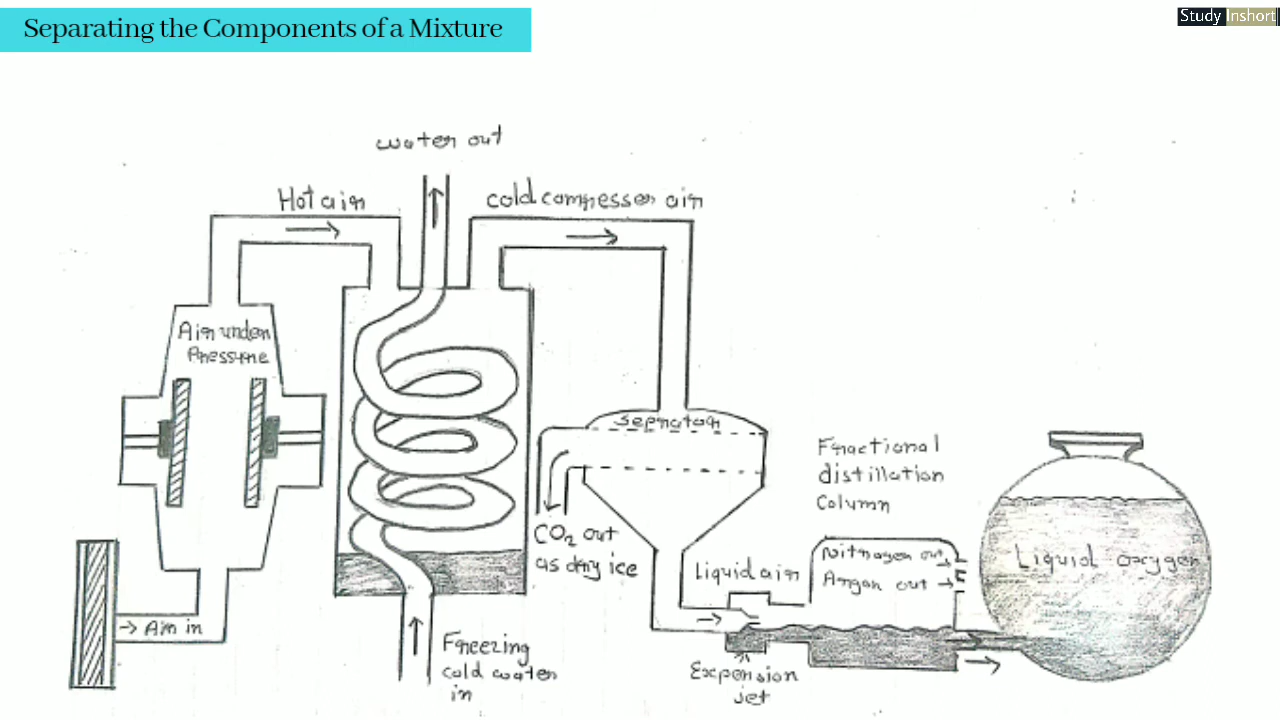 Separating the Components of a Mixture
Study Inshort
water out
Hot air
cold compresser air
Air under
Pressure
seprator
Fractional
distillation
Column
CO₂ out
as dry ice
Liquid air
Nitrogen out→
Argon out →
Liquid oxygen
→ Air in
Freezing
cold water
in
Expension
jet